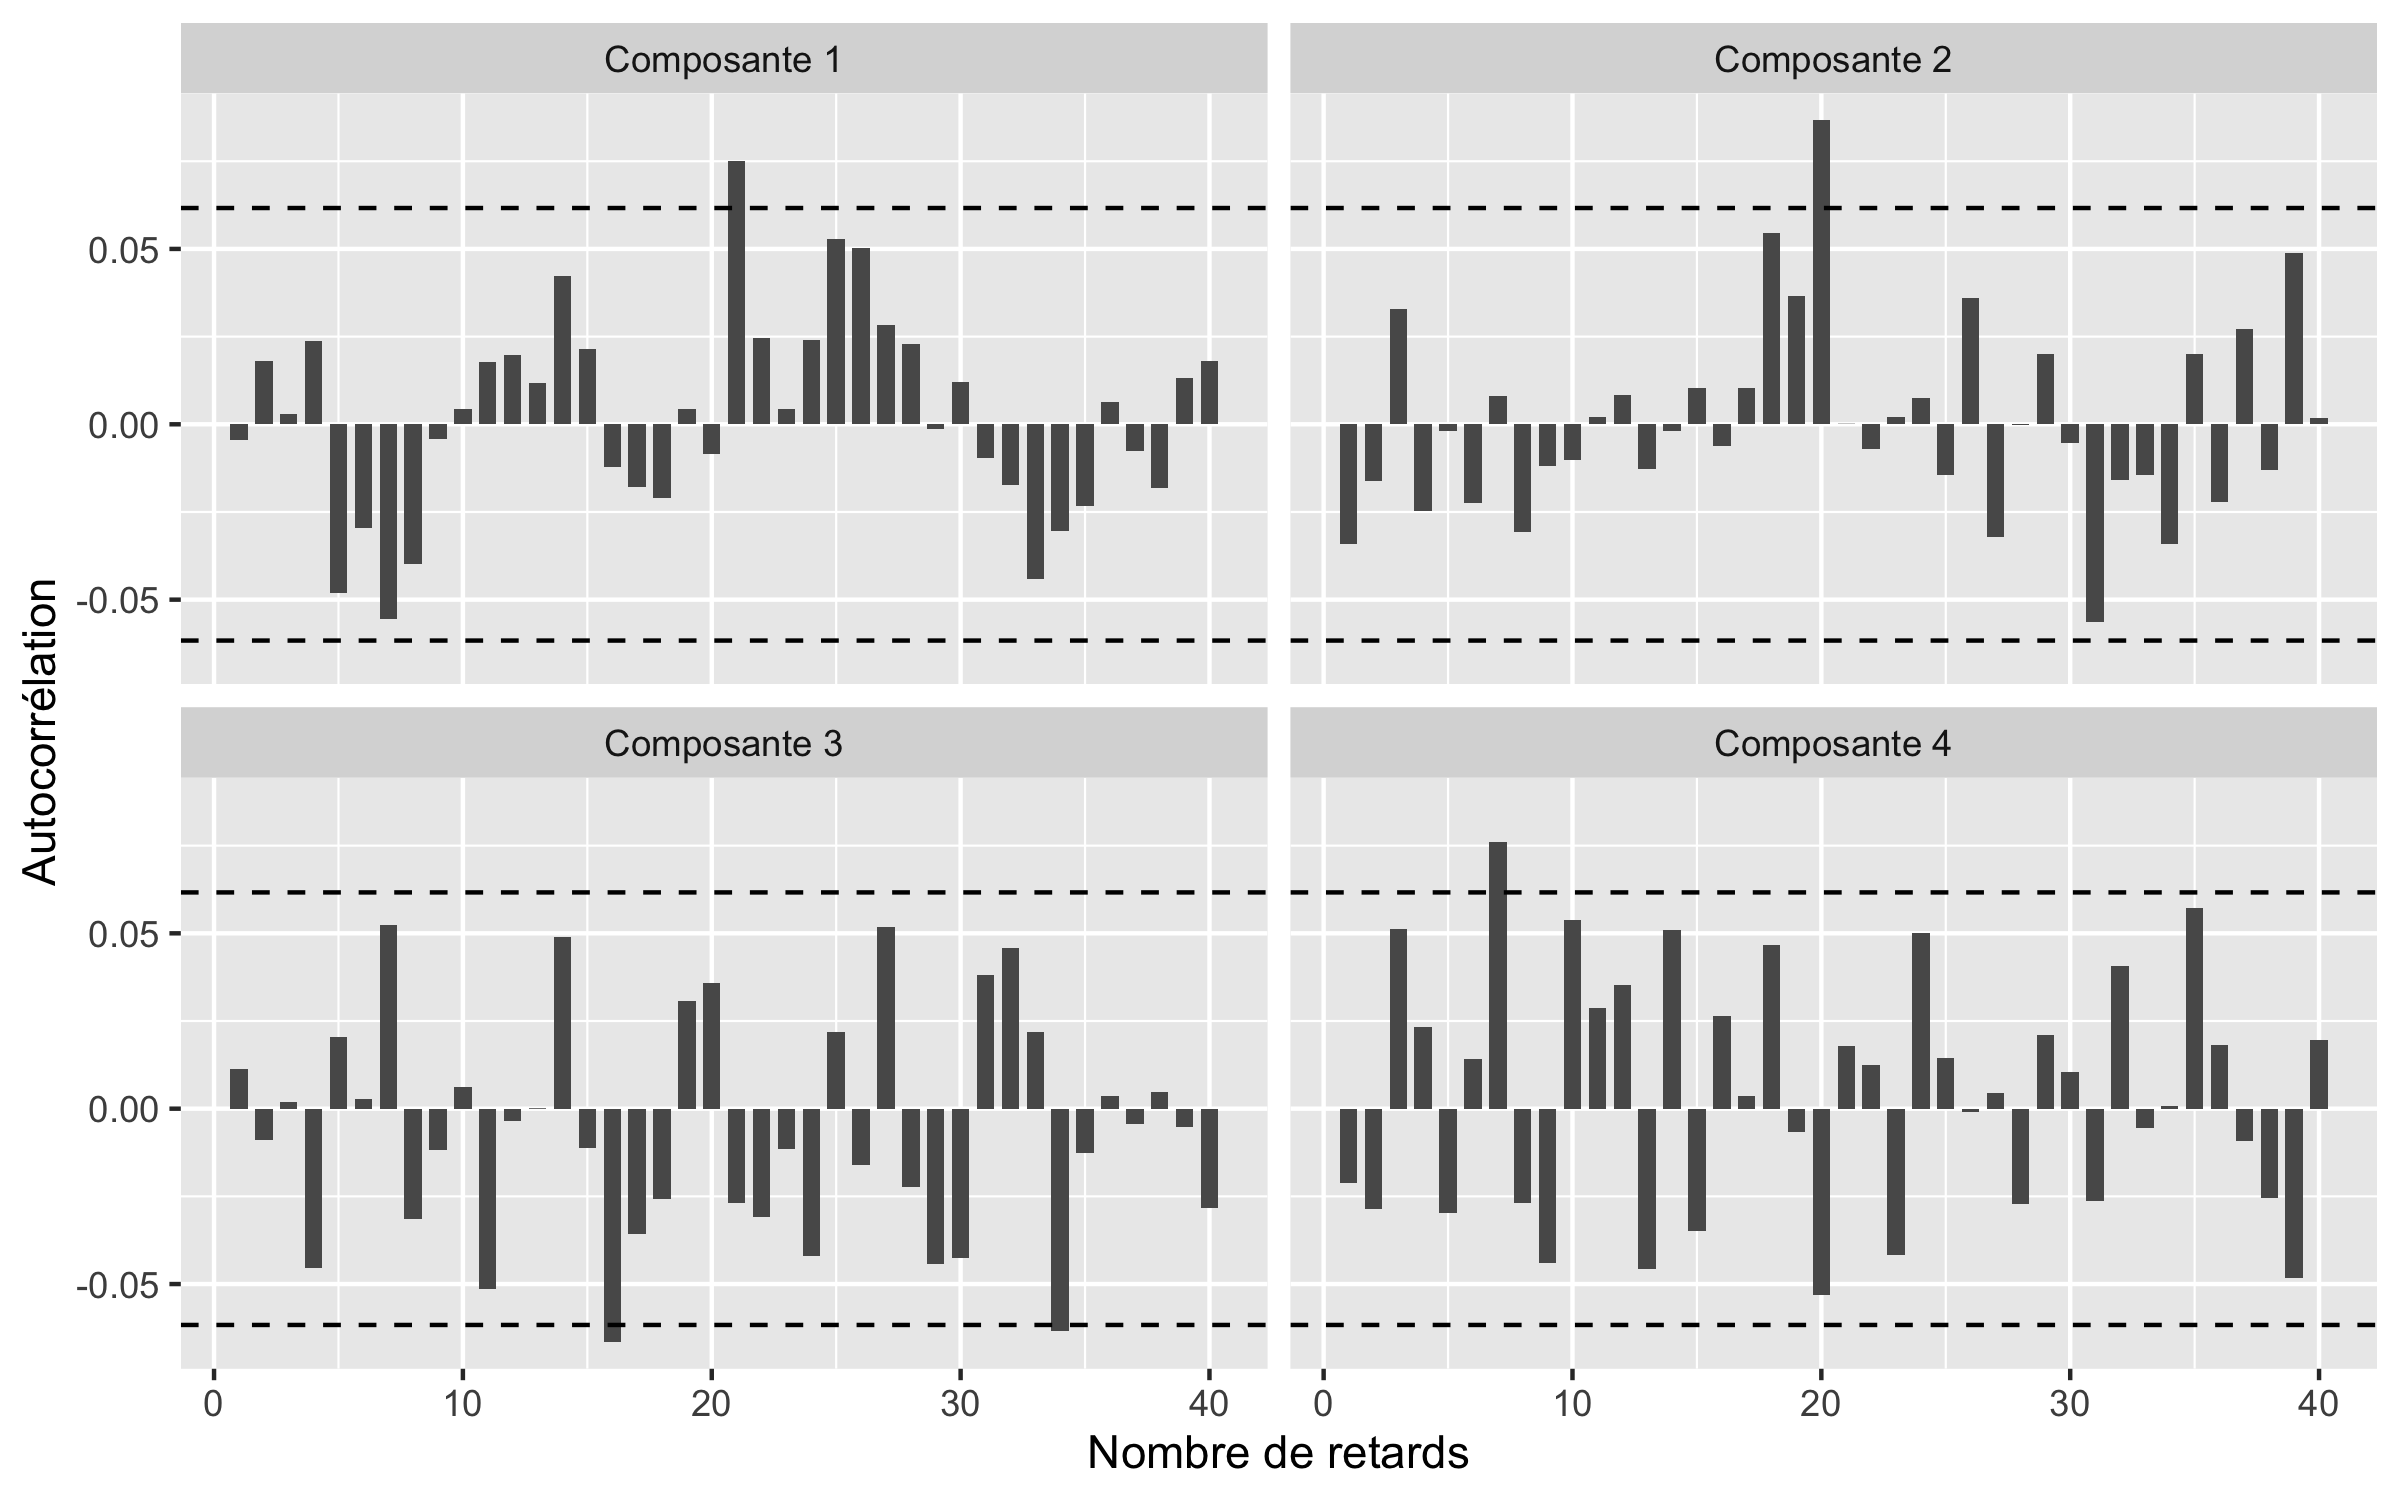 Composante 1
Composante 2
0.05
0.00
-0.05
Autocorrélation
Composante 3
Composante 4
0.05
0.00
-0.05
0 10 20 30 40
0 10 20 30 40
Nombre de retards